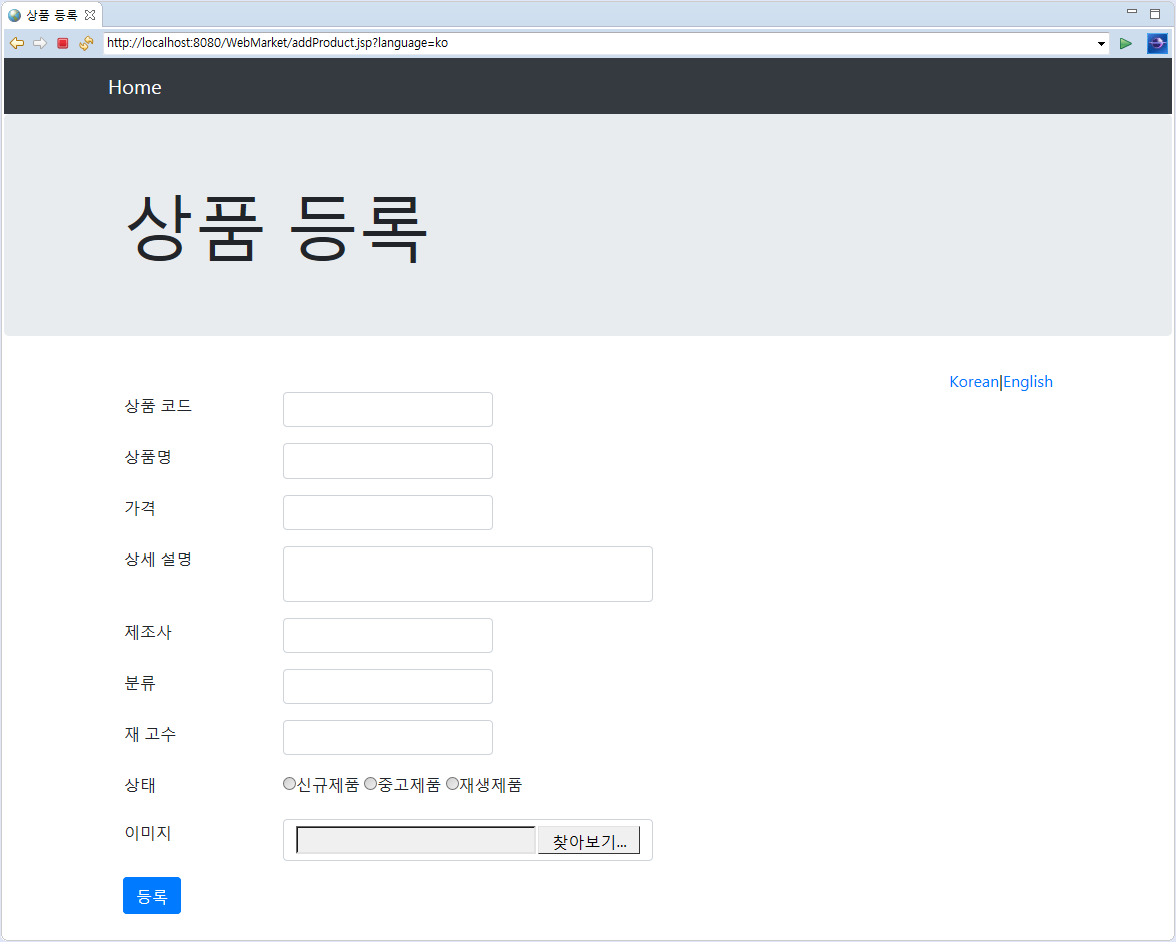 상품 등록
http://localhost:8080/WebMarket/addProduct.jsp?language=ko
Home
상품 등록
Korean|English
상품 코드
상품명
가격
상세 설명
제조사
분류
재 고수
상태 신규제품 중고제품 재생제품
이미지 찾아보기...
등록